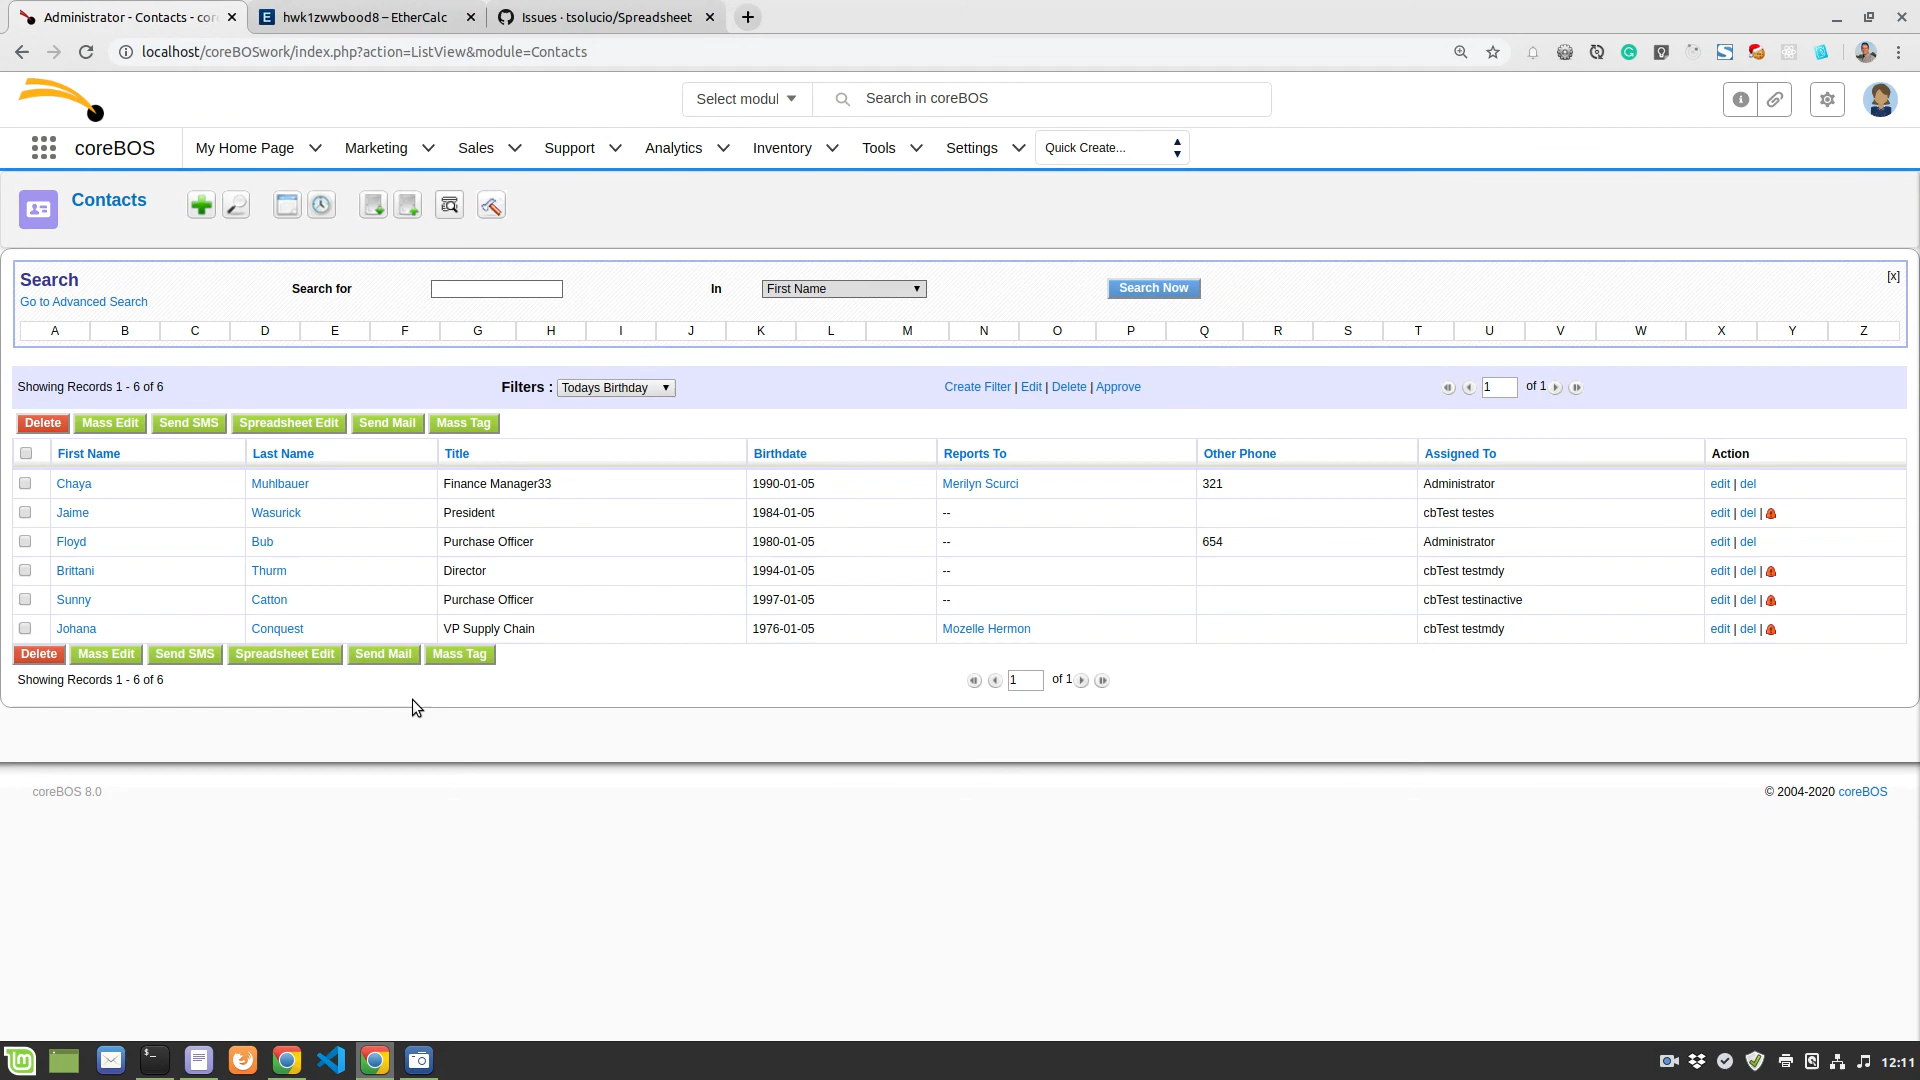 Administrator - Contacts - cor
hwk1zwwbood8 – EtherCalc
Issues · tsolucio/Spreadsheet
localhost/coreBOSwork/index.php?action=ListView&module=Contacts
Select modul
Search in coreBOS
coreBOS
My Home Page
Marketing
Sales
Support
Analytics
Inventory
Tools
Settings
Quick Create...
Contacts
Search
Go to Advanced Search
Search for
In
First Name
Search Now
[x]
A B C D E F G H I J K L M N O P Q R S T U V W X Y Z
Showing Records 1 - 6 of 6
Filters : Todays Birthday
Create Filter | Edit | Delete | Approve
1 of 1
Delete Mass Edit Send SMS Spreadsheet Edit Send Mail Mass Tag
First Name Last Name Title Birthdate Reports To Other Phone Assigned To Action
Chaya Muhlbauer Finance Manager33 1990-01-05 Merilyn Scurci 321 Administrator edit | del
Jaime Wasurick President 1984-01-05 -- cbTest testes edit | del |
Floyd Bub Purchase Officer 1980-01-05 -- 654 Administrator edit | del
Brittani Thurm Director 1994-01-05 -- cbTest testmdy edit | del |
Sunny Catton Purchase Officer 1997-01-05 -- cbTest testinactive edit | del |
Johana Conquest VP Supply Chain 1976-01-05 Mozelle Hermon cbTest testmdy edit | del |
Delete Mass Edit Send SMS Spreadsheet Edit Send Mail Mass Tag
Showing Records 1 - 6 of 6
1 of 1
coreBOS 8.0
© 2004-2020 coreBOS
12:11